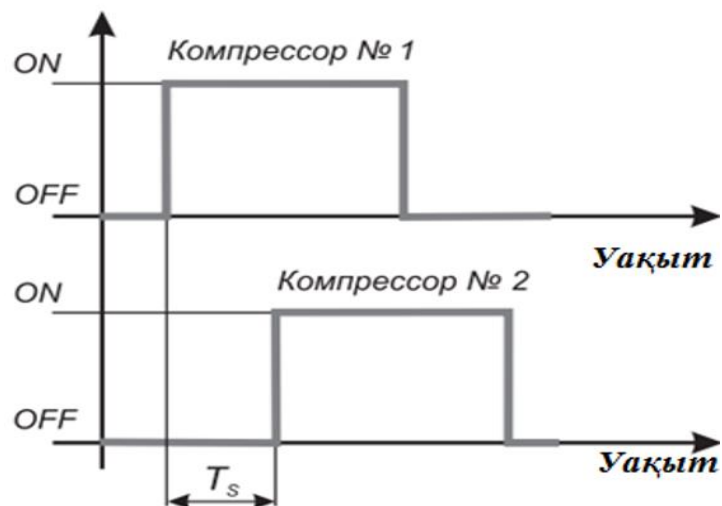 ON
Компрессор № 1
OFF
Уақыт
ON
Компрессор № 2
OFF
Уақыт
Ts